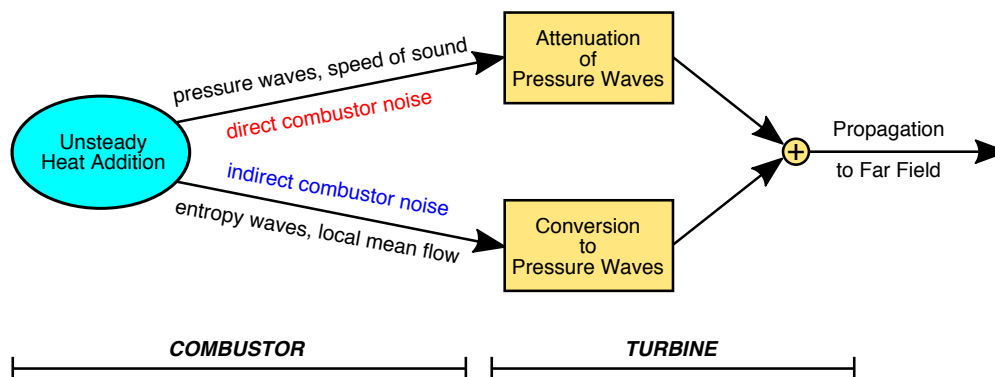 pressure waves, speed of sound
direct combustor noise
Unsteady
Heat Addition
indirect combustor noise
entropy waves, local mean flow
Attenuation
of
Pressure Waves
Conversion
to
Pressure Waves
+
Propagation
to Far Field
COMBUSTOR
TURBINE